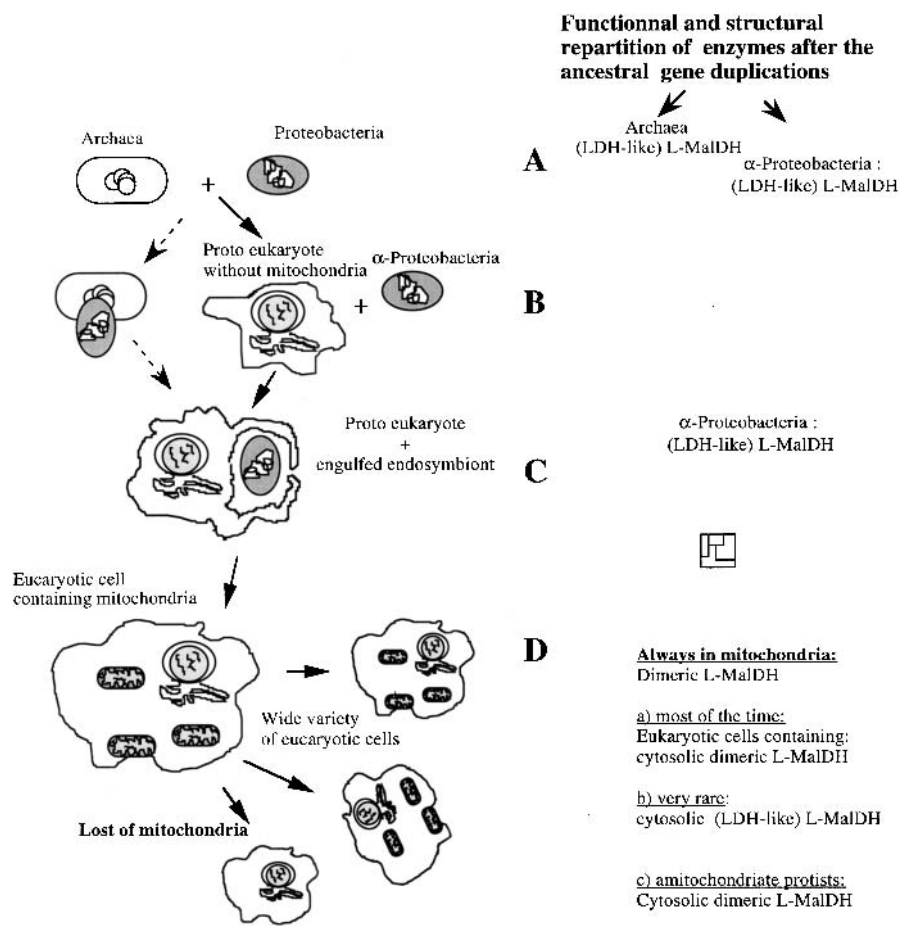 Functionnal and structural
repartition of enzymes after the
ancestral gene duplications
Archaea
Proteobacteria
+
A
Archaea
(LDH-like) L-MalDH
α-Proteobacteria :
(LDH-like) L-MalDH
Proto eukaryote
without mitochondria
α-Proteobacteria
+
B
Proto eukaryote
+
engulfed endosymbiont
C
α-Proteobacteria :
(LDH-like) L-MalDH
Eucaryotic cell
containing mitochondria
D
Wide variety
of eucaryotic cells
Lost of mitochondria
Always in mitochondria:
Dimeric L-MalDH
a) most of the time:
Eukaryotic cells containing:
cytosolic dimeric L-MalDH
b) very rare:
cytosolic (LDH-like) L-MalDH
c) amitochondriate protists:
Cytosolic dimeric L-MalDH